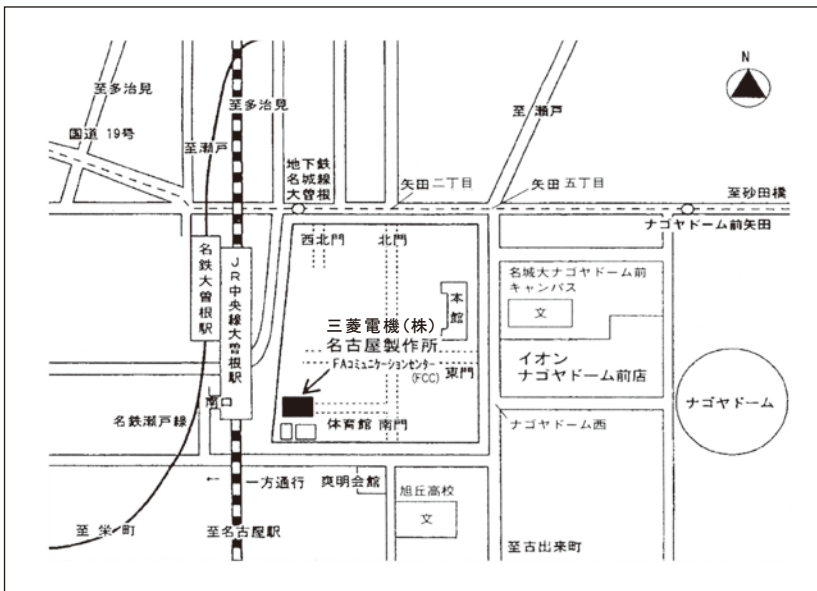 N
至多治見
至多治見
国道 19号
至瀬戸
至 瀬戸
地下鉄
名城線
大曽根
矢田 二丁目
矢田 五丁目
至砂田橋
ナゴヤドーム前矢田
西北門
北門
名鉄大曽根駅
JR中央線大曽根駅
本館
名城大ナゴヤドーム前
キャンパス
文
三菱電機(株)
名古屋製作所
FAコミュニケーションセンター
(FCC)
東門
イオン
ナゴヤドーム前店
ナゴヤドーム
南口
名鉄瀬戸線
体育館
南門
ナゴヤドーム西
←
一方通行
爽明会館
旭丘高校
文
至 栄 町
至名古屋駅
至古出来町